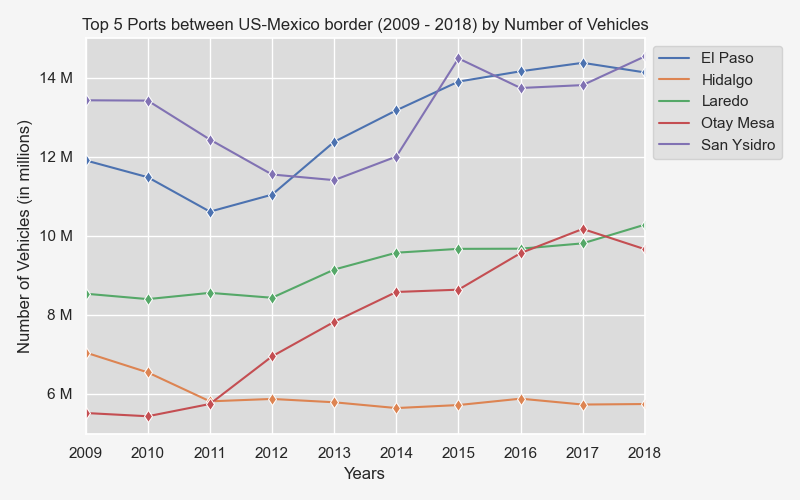 Top 5 Ports between US-Mexico border (2009 - 2018) by Number of Vehicles
El Paso
Hidalgo
Laredo
Otay Mesa
San Ysidro
Number of Vehicles (in millions)
14 M
12 M
10 M
8 M
6 M
2009 2010 2011 2012 2013 2014 2015 2016 2017 2018
Years